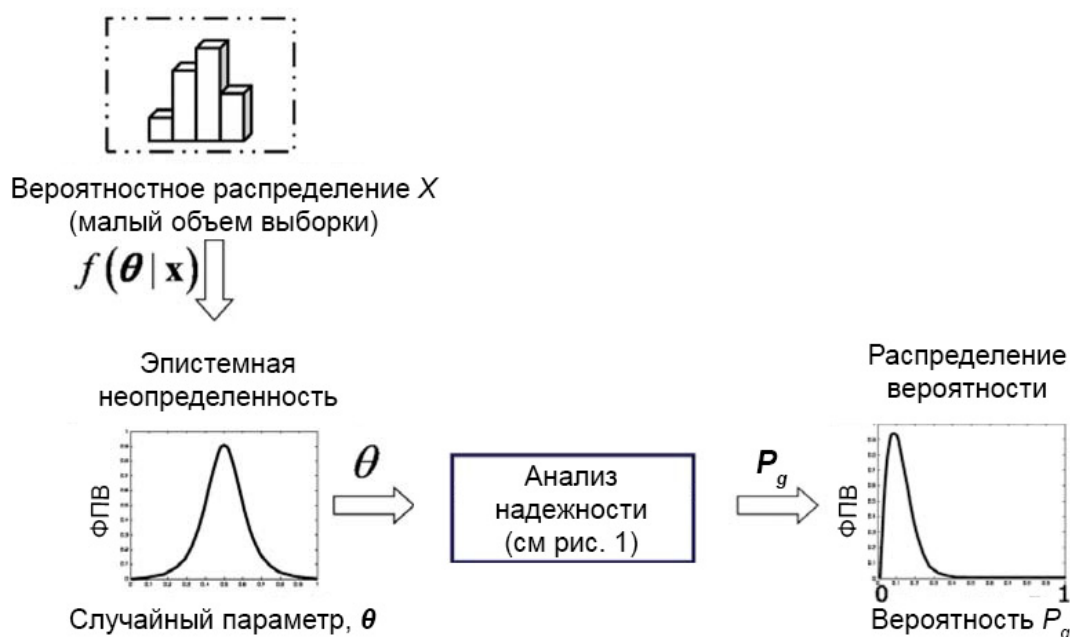 Вероятностное распределение X
(малый объем выборки)
f(θ | x)
Эпистемная
неопределенность
ФПВ
Случайный параметр, θ
θ
Анализ
надежности
(см рис. 1)
P_g
Распределение
вероятности
ФПВ
0 1
Вероятность P_g